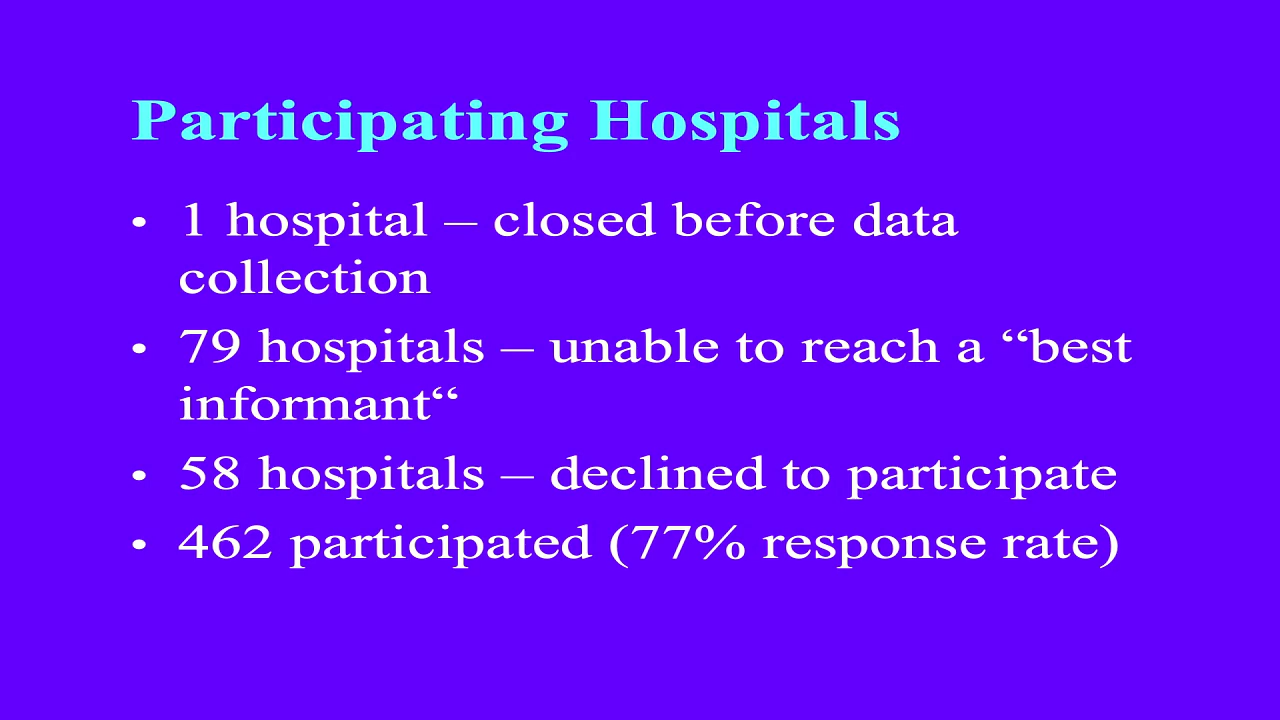 Participating Hospitals
• 1 hospital – closed before data
collection
• 79 hospitals – unable to reach a “best
informant“
• 58 hospitals – declined to participate
• 462 participated (77% response rate)